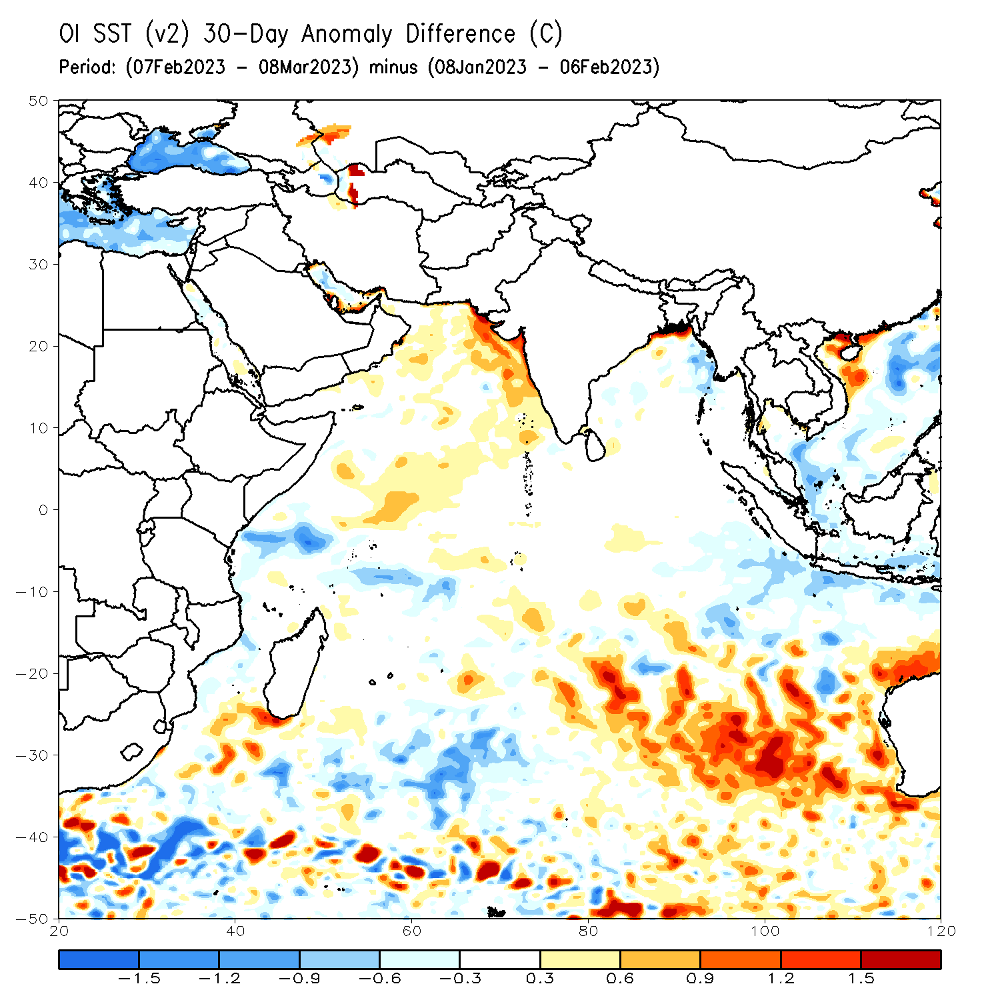 OI SST (v2) 30-Day Anomaly Difference (C)
Period: (07Feb2023 - 08Mar2023) minus (08Jan2023 - 06Feb2023)
50
40
30
20
10
0
-10
-20
-30
-40
-50
20 40 60 80 100 120
-1.5 -1.2 -0.9 -0.6 -0.3 0.3 0.6 0.9 1.2 1.5